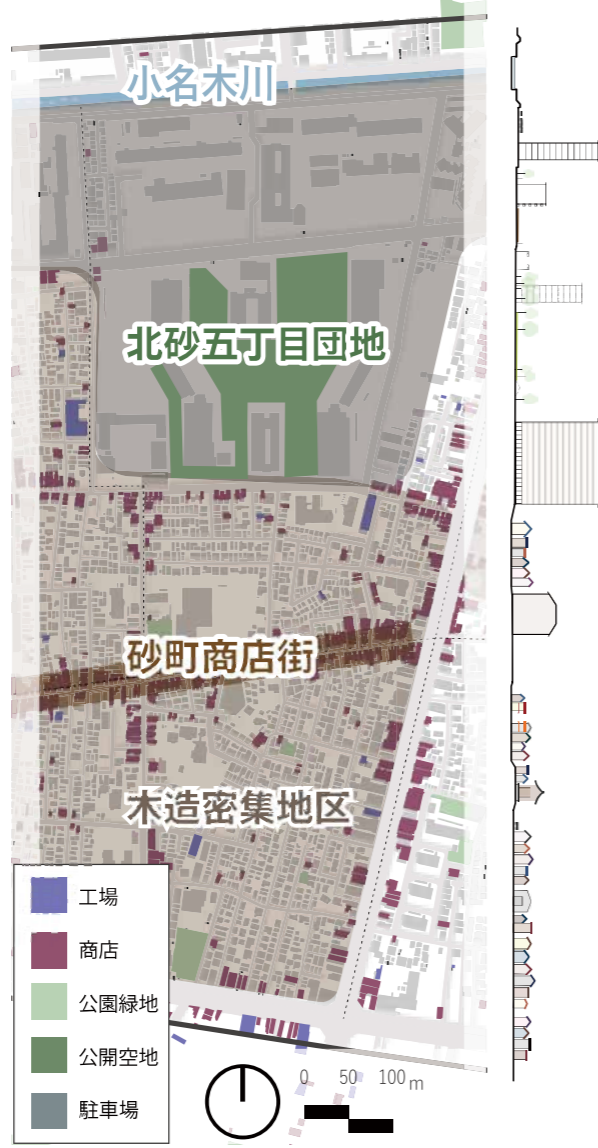 小名木川
北砂五丁目団地
砂町商店街
木造密集地区
工場
商店
公園緑地
公開空地
駐車場
0 50 100 m